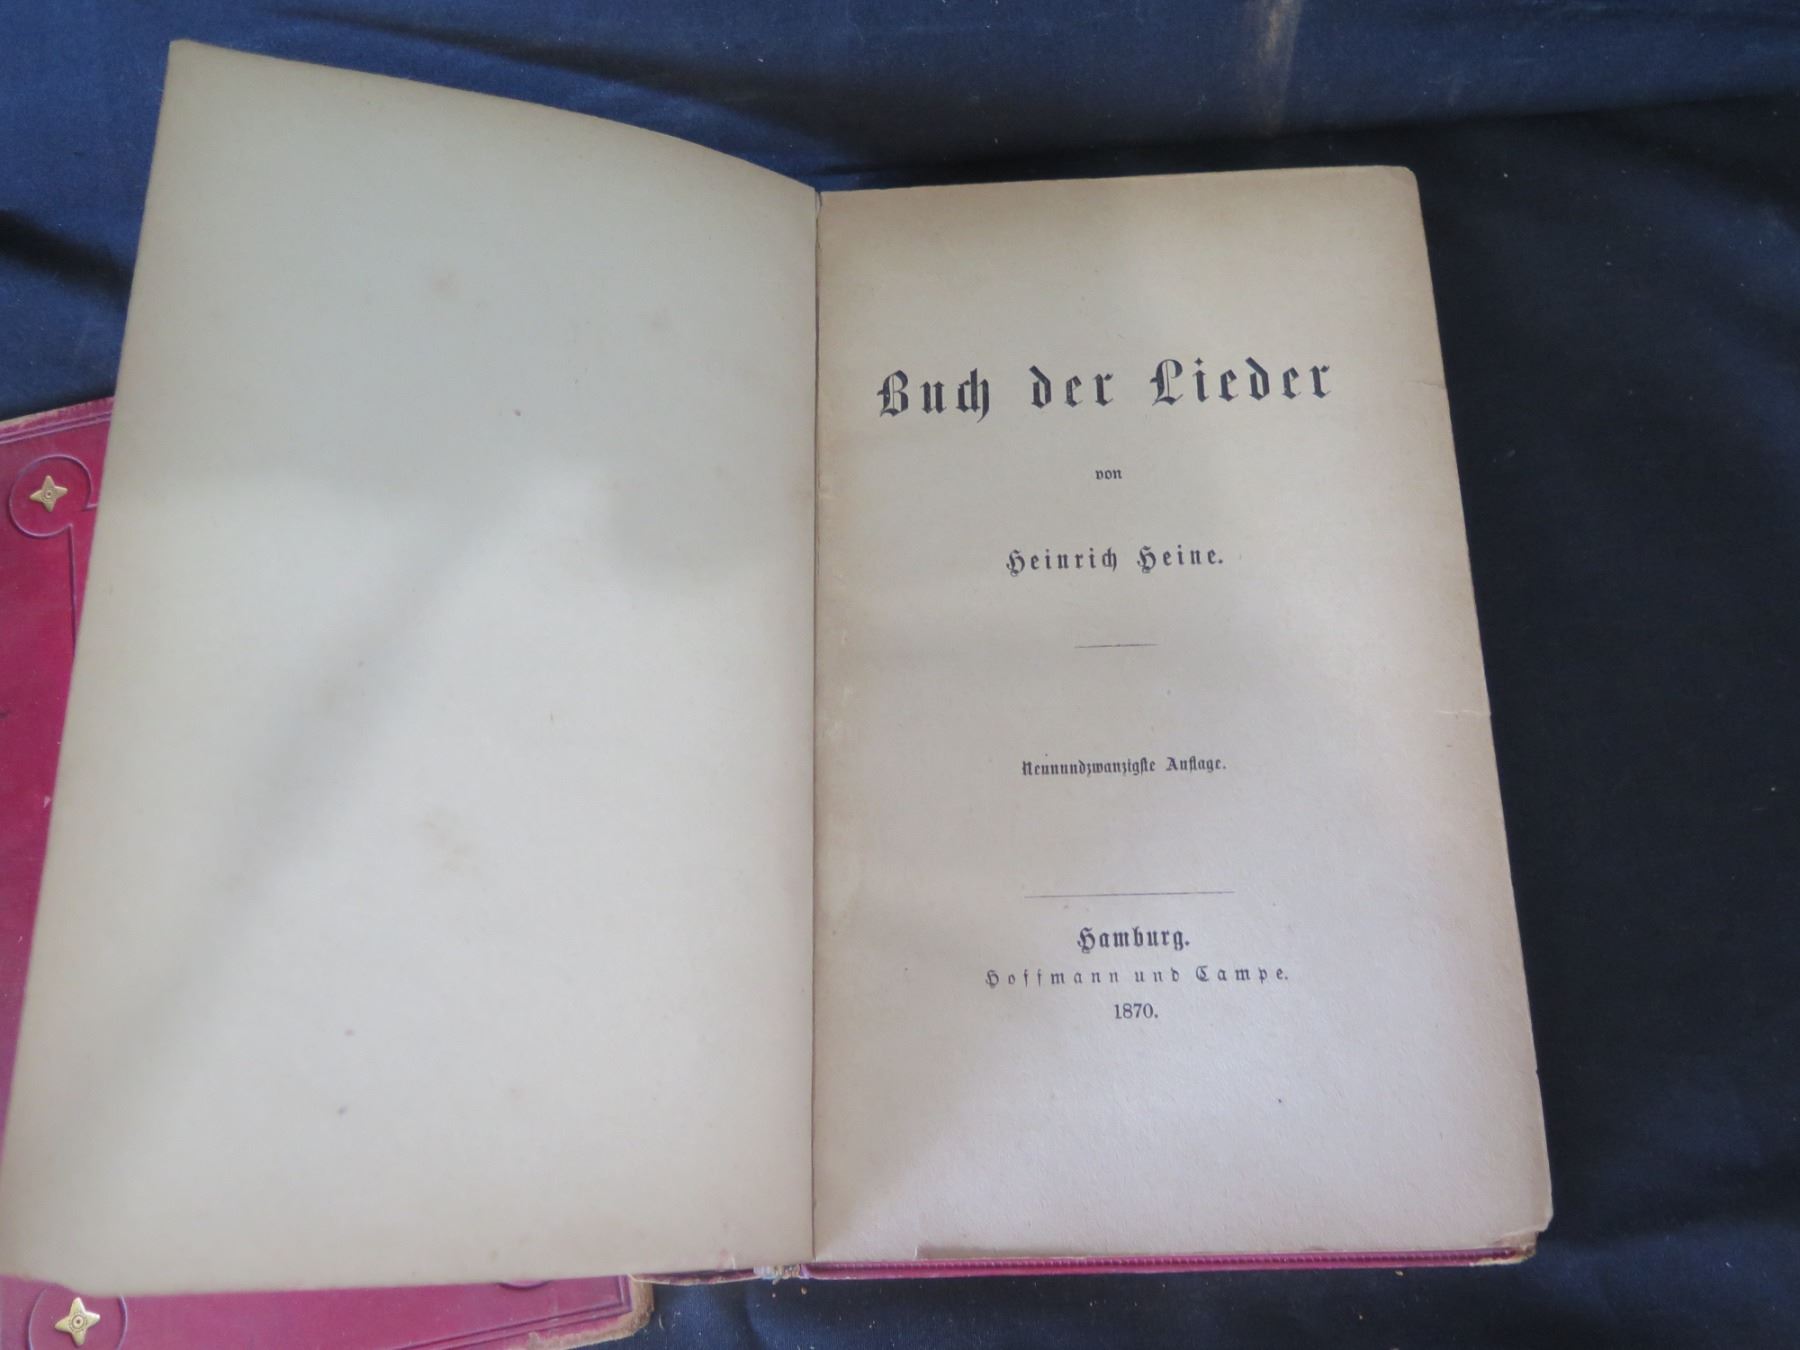 Buch der Lieder
von
Heinrich Heine.
Neunundzwanzigste Auflage.
Hamburg.
Hoffmann und Campe.
1870.